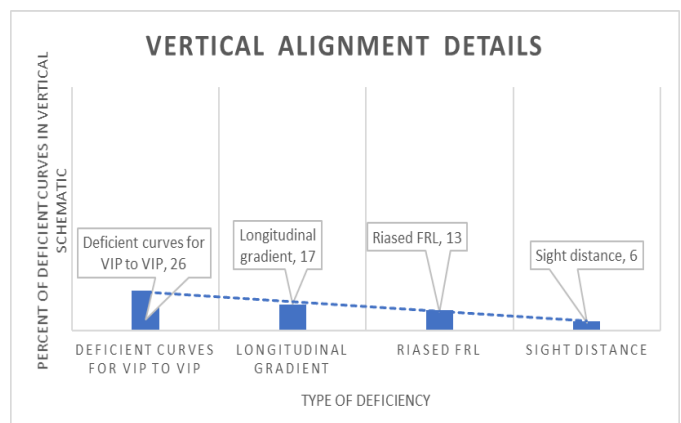 VERTICAL ALIGNMENT DETAILS
PERCENT OF DEFICIENT CURVES IN VERTICAL
SCHEMATIC
Deficient curves for
VIP to VIP, 26
Longitudinal
gradient, 17
Riased FRL, 13
Sight distance, 6
DEFICIENT CURVES
FOR VIP TO VIP
LONGITUDINAL
GRADIENT
RIASED FRL
SIGHT DISTANCE
TYPE OF DEFICIENCY